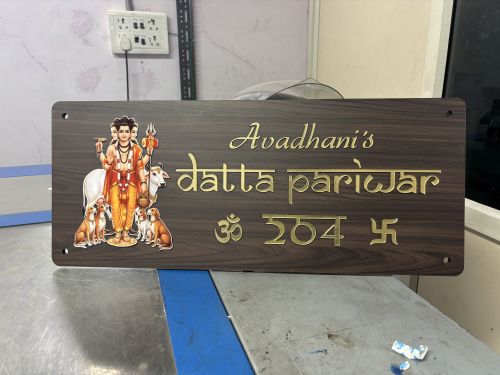 Avadhani's
datta pariwar
ॐ 204 卐